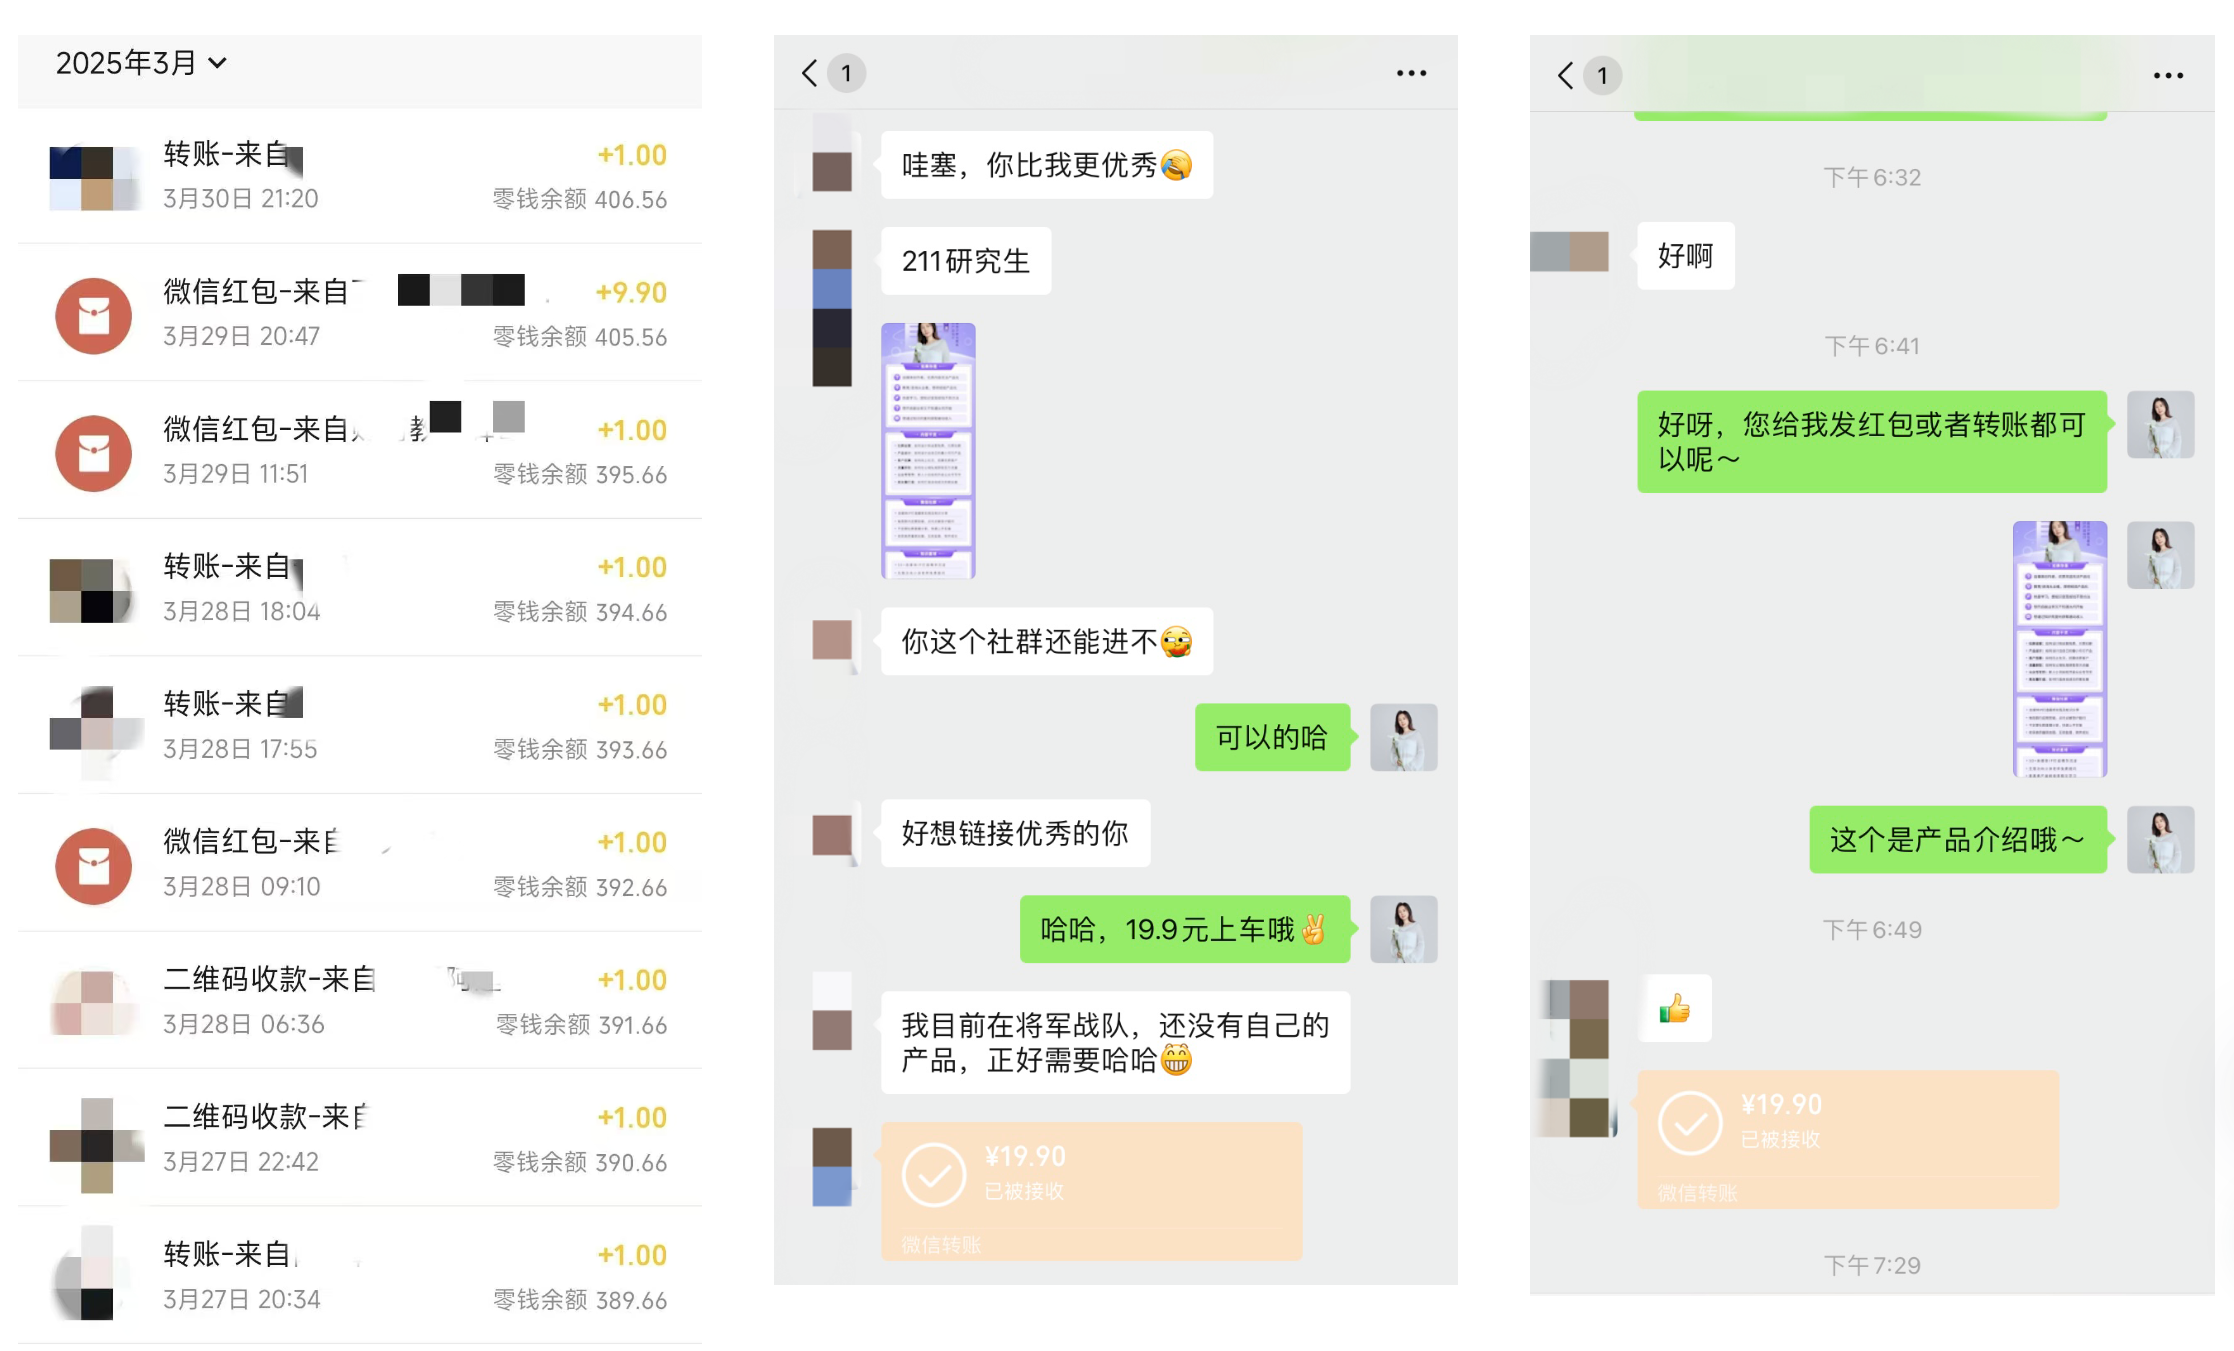 2025年3月
转账-来自
+1.00
3月30日 21:20
零钱余额 406.56
微信红包-来自
+9.90
3月29日 20:47
零钱余额 405.56
微信红包-来自
+1.00
3月29日 11:51
零钱余额 395.66
转账-来自
+1.00
3月28日 18:04
零钱余额 394.66
转账-来自
+1.00
3月28日 17:55
零钱余额 393.66
微信红包-来自
+1.00
3月28日 09:10
零钱余额 392.66
二维码收款-来自
+1.00
3月28日 06:36
零钱余额 391.66
二维码收款-来自
+1.00
3月27日 22:42
零钱余额 390.66
转账-来自
+1.00
3月27日 20:34
零钱余额 389.66
1
哇塞，你比我更优秀🤣
211研究生
你这个社群还能进不
可以的哈
好想链接优秀的你
哈哈，19.9元上车哦✌
我目前在将军战队，还没有自己的
产品，正好需要哈哈😁
¥19.90
已被接收
微信转账
1
下午 6:32
好啊
下午 6:41
好呀，您给我发红包或者转账都可
以呢～
这个是产品介绍哦～
下午 6:49
👍
¥19.90
已被接收
微信转账
下午 7:29